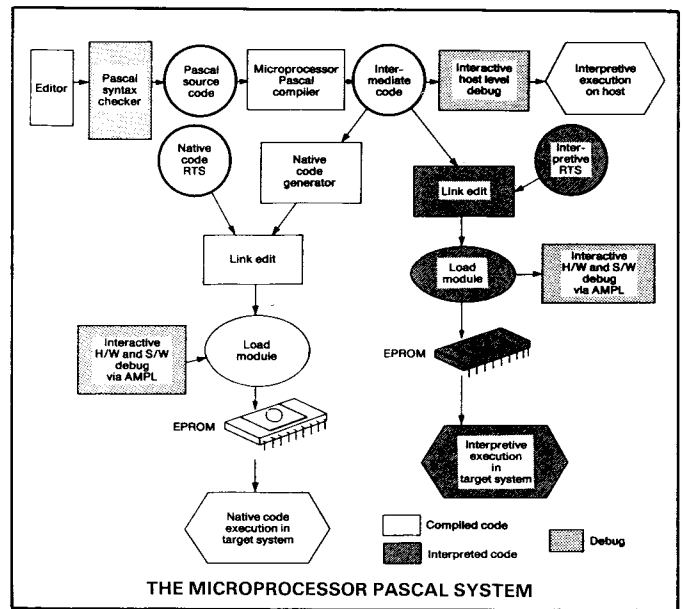 Editor
Pascal
syntax
checker
Pascal
source
code
Microprocessor
Pascal
compiler
Inter-
mediate
code
Interactive
host level
debug
Interpretive
execution
on host
Native
code
RTS
Native
code
generator
Link edit
Inter-
pretive
RTS
Link edit
Load
module
Interactive
H/W and S/W
debug
via AMPL
Interactive
H/W and S/W
debug
via AMPL
Load
module
EPROM
EPROM
Interpretive
execution
in
target system
Native code
execution in
target system
Compiled code
Interpreted code
Debug
THE MICROPROCESSOR PASCAL SYSTEM